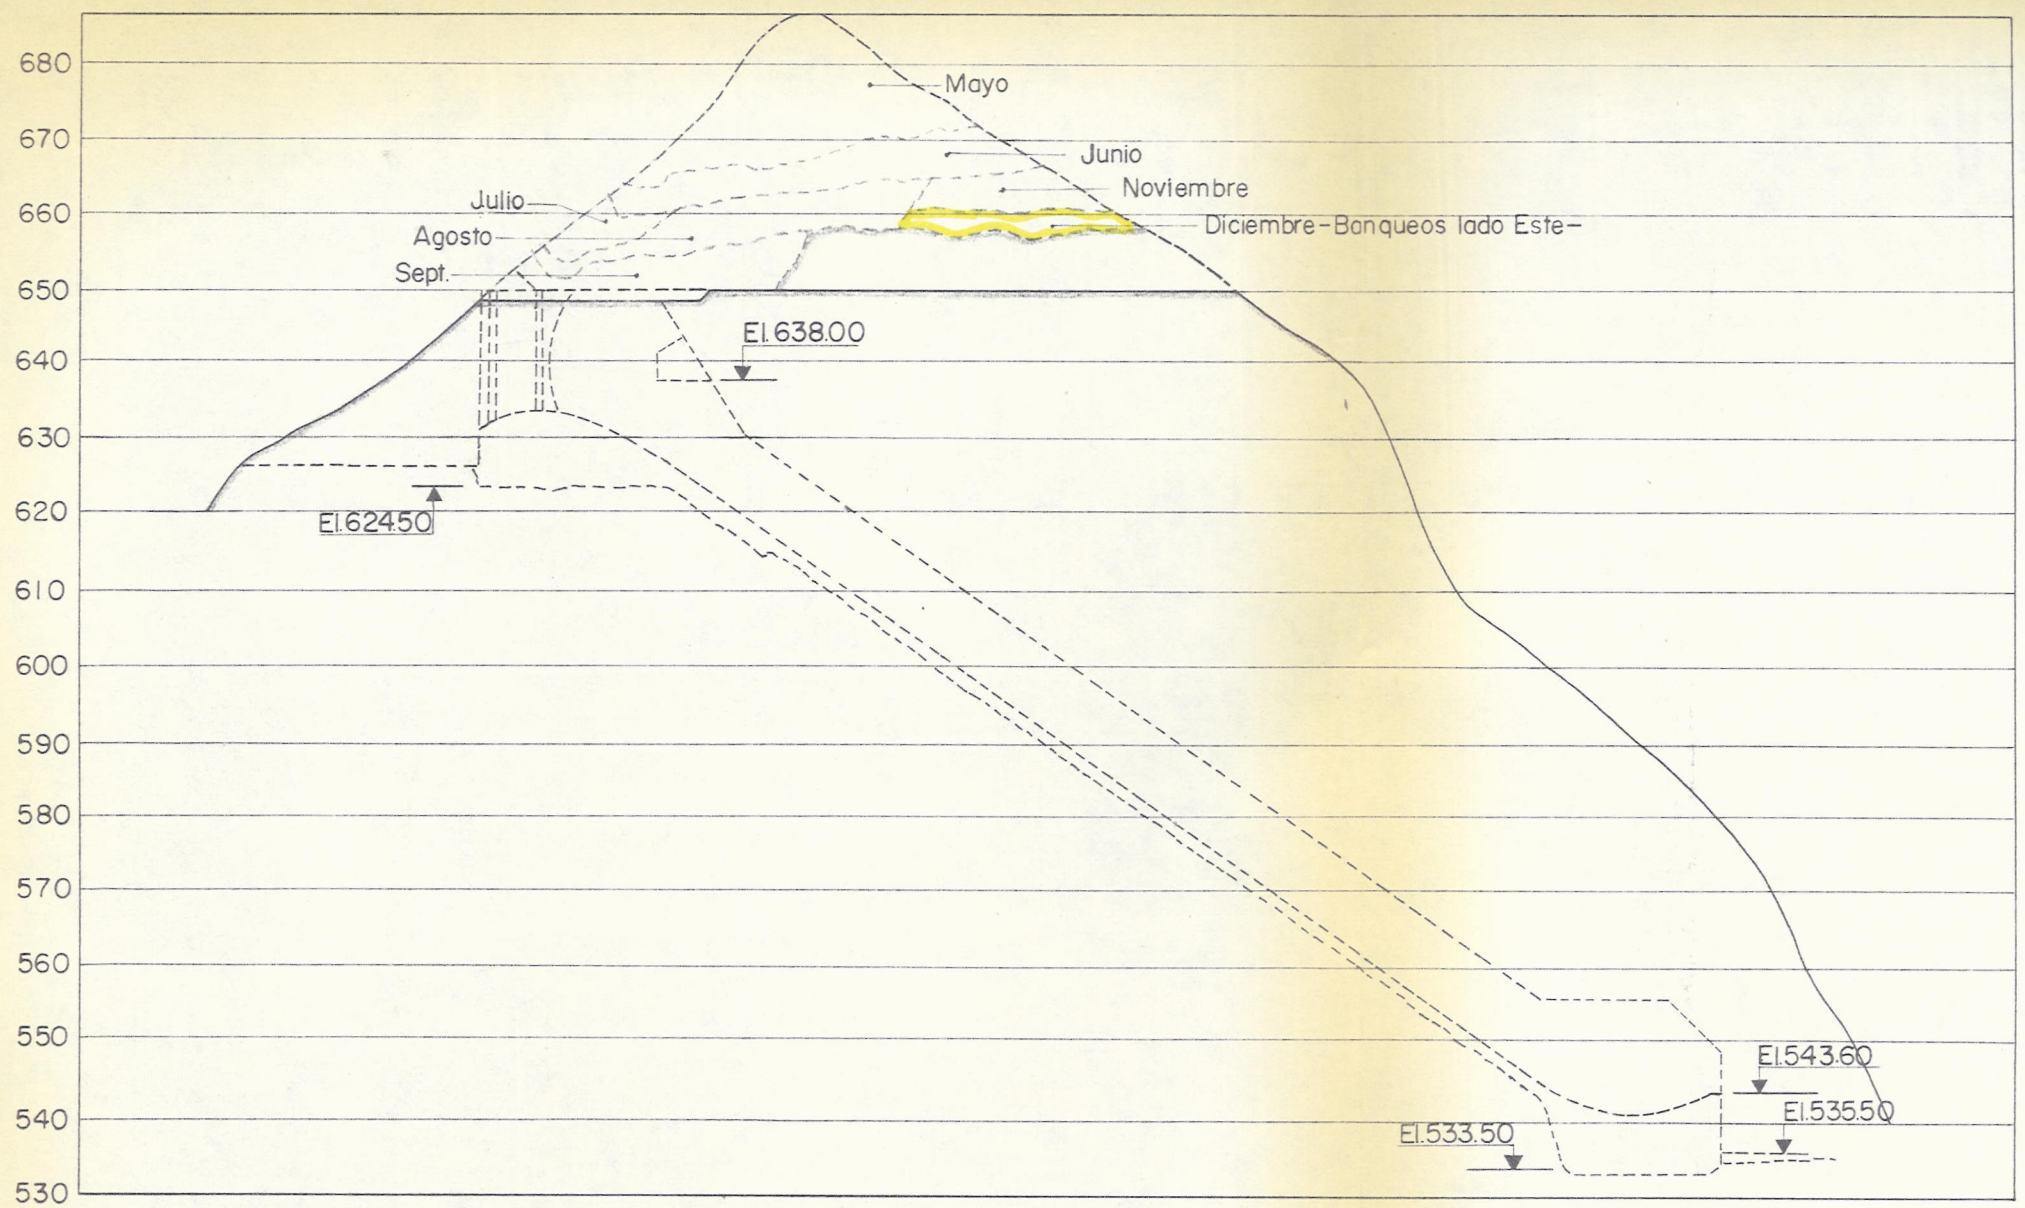 680
Mayo
670
Junio
Noviembre
Julio
660
Diciembre-Banqueos lado Este-
Agosto
Sept.
650
El.638.00
640
630
620
El.624.50
610
600
590
580
570
560
550
El.543.60
540
El.535.50
El.533.50
530